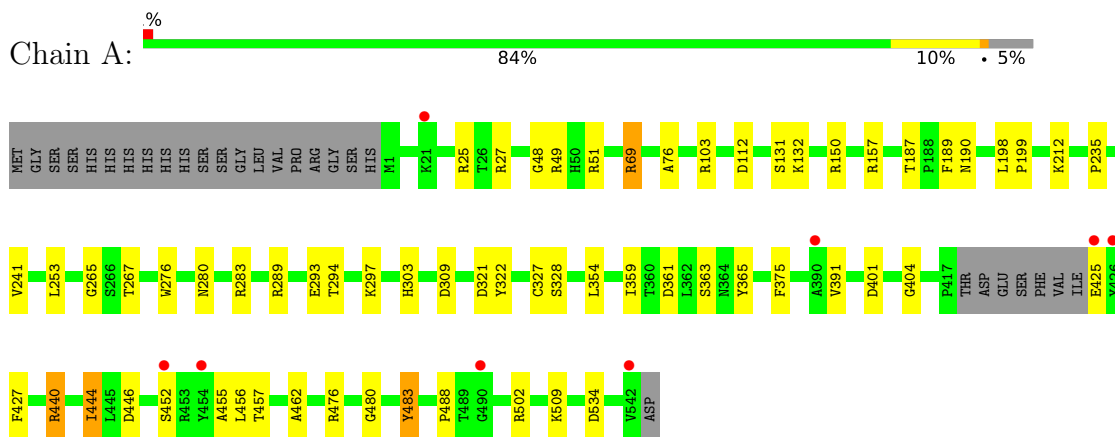 %
Chain A:
84% 10% • 5%
MET GLY SER SER HIS HIS HIS HIS HIS HIS SER SER GLY LEU VAL PRO ARG GLY SER HIS M1 K21 R25 T26 R27 G48 R49 H50 R51 R69 A76 R103 D112 S131 K132 R150 R157 T187 P188 F189 N190 L198 P199 K212 P235
V241 L253 G265 S266 T267 W276 N280 R283 R289 E293 T294 K297 H303 D309 D321 Y322 C327 S328 L354 I359 T360 D361 L362 S363 N364 Y365 F375 A390 V391 D401 G404 P417 THR ASP GLU SER PHE VAL ILE E425 Y426
F427 R440 I444 L445 D446 S452 R453 Y454 A455 L456 T457 A462 R476 G480 Y483 P488 T489 G490 R502 K509 D534 V542 ASP